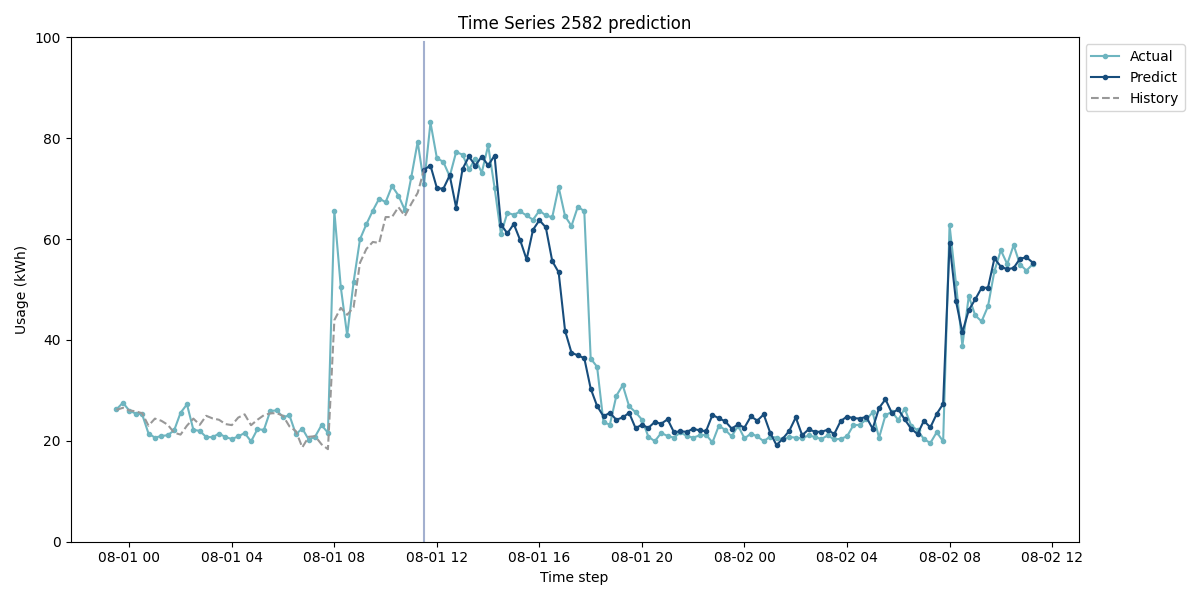 Time Series 2582 prediction
100
80
60
40
20
0
Usage (kWh)
08-01 00
08-01 04
08-01 08
08-01 12
08-01 16
08-01 20
08-02 00
08-02 04
08-02 08
08-02 12
Time step
Actual
Predict
History